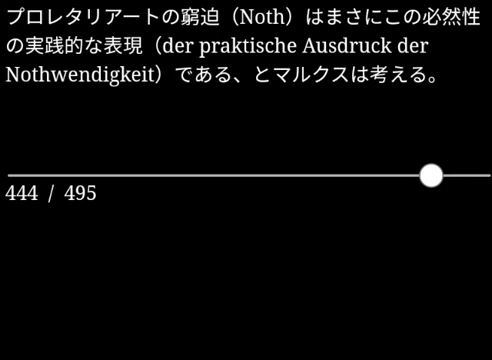 プロレタリアートの窮迫（Noth）はまさにこの必然性
の実践的な表現（der praktische Ausdruck der
Nothwendigkeit）である、とマルクスは考える。
444 / 495